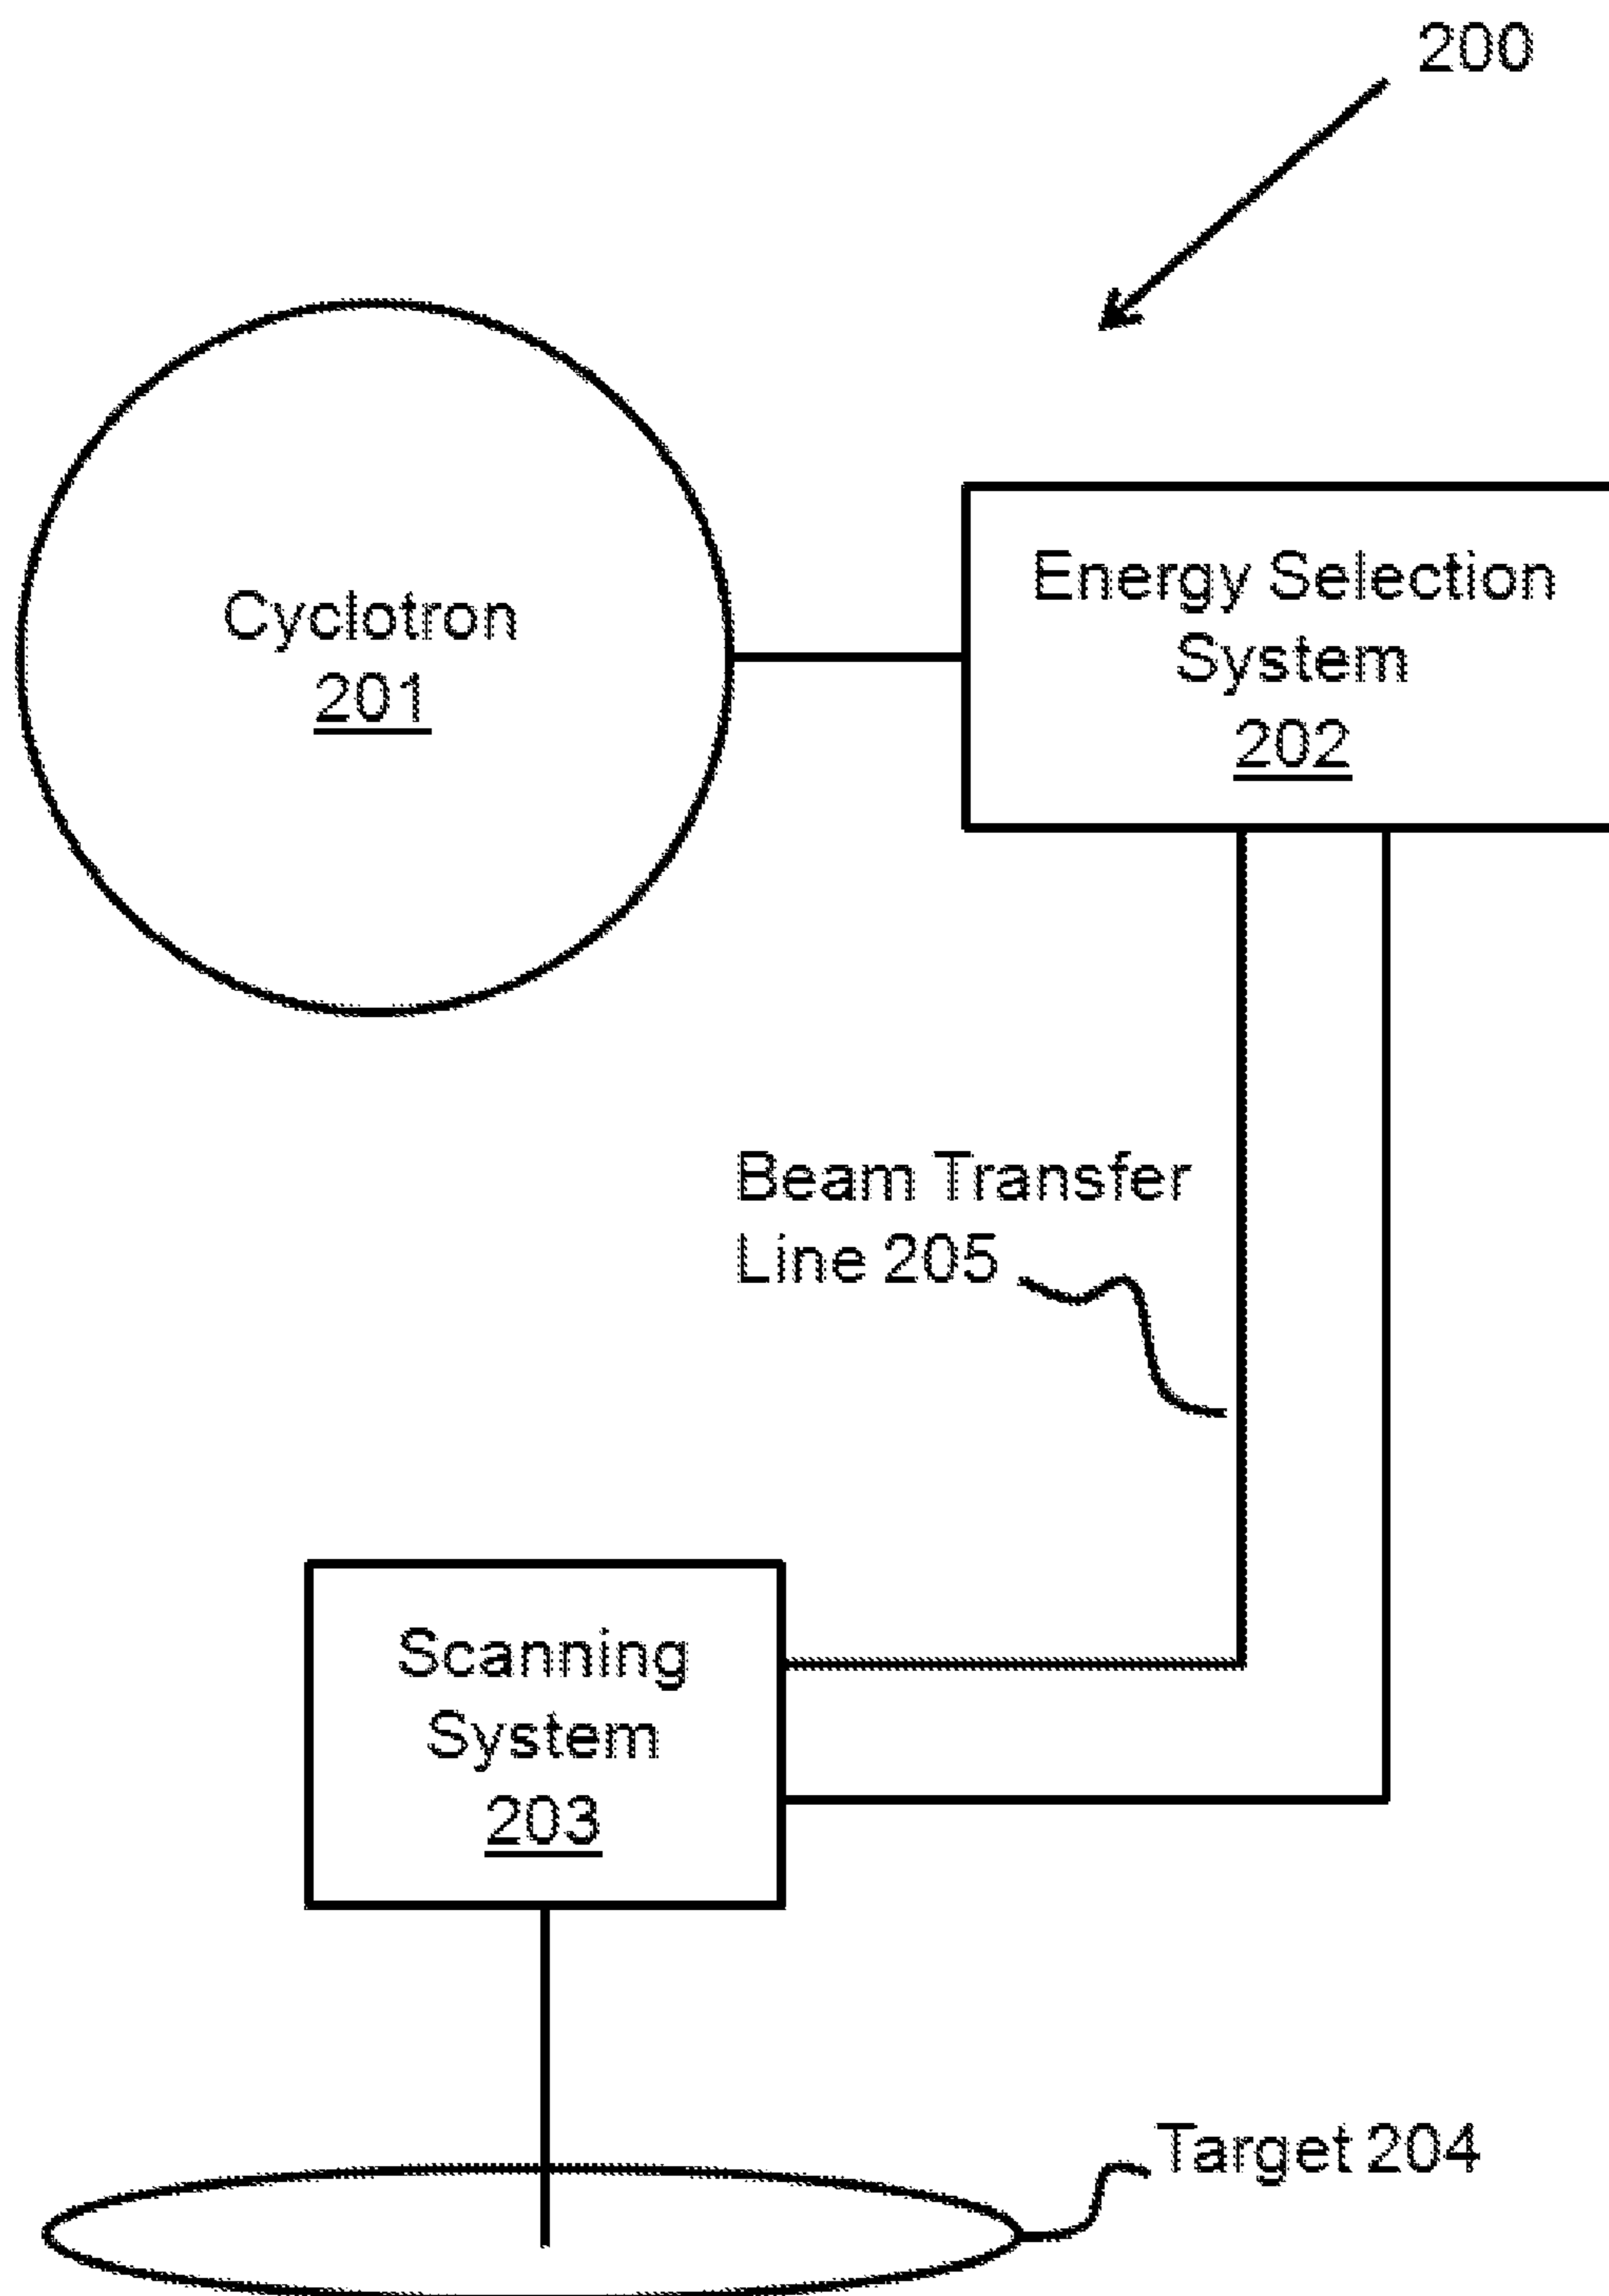 200
Cyclotron
201
Energy Selection
System
202
Beam Transfer
Line 205
Scanning
System
203
Target 204